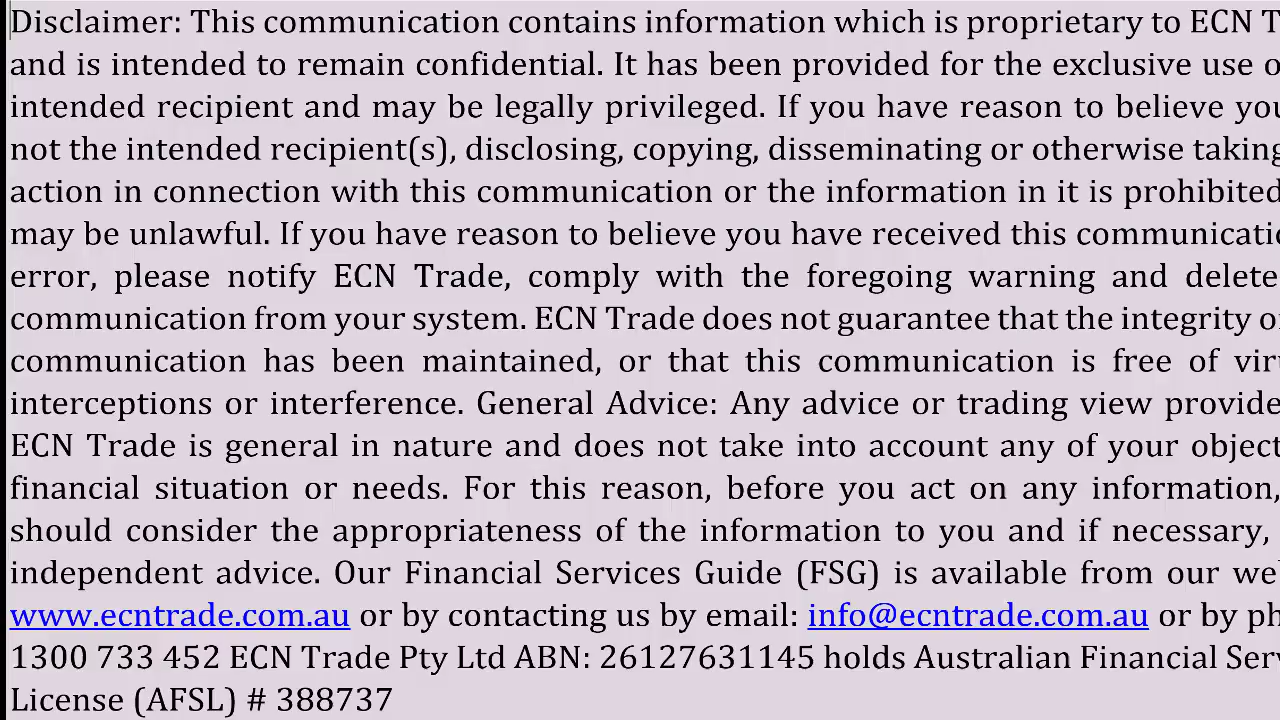 Disclaimer: This communication contains information which is proprietary to ECN T
and is intended to remain confidential. It has been provided for the exclusive use o
intended recipient and may be legally privileged. If you have reason to believe you
not the intended recipient(s), disclosing, copying, disseminating or otherwise taking
action in connection with this communication or the information in it is prohibited
may be unlawful. If you have reason to believe you have received this communicatio
error, please notify ECN Trade, comply with the foregoing warning and delete
communication from your system. ECN Trade does not guarantee that the integrity o
communication has been maintained, or that this communication is free of viru
interceptions or interference. General Advice: Any advice or trading view provide
ECN Trade is general in nature and does not take into account any of your object
financial situation or needs. For this reason, before you act on any information,
should consider the appropriateness of the information to you and if necessary,
independent advice. Our Financial Services Guide (FSG) is available from our we
www.ecntrade.com.au or by contacting us by email: info@ecntrade.com.au or by ph
1300 733 452 ECN Trade Pty Ltd ABN: 26127631145 holds Australian Financial Serv
License (AFSL) # 388737